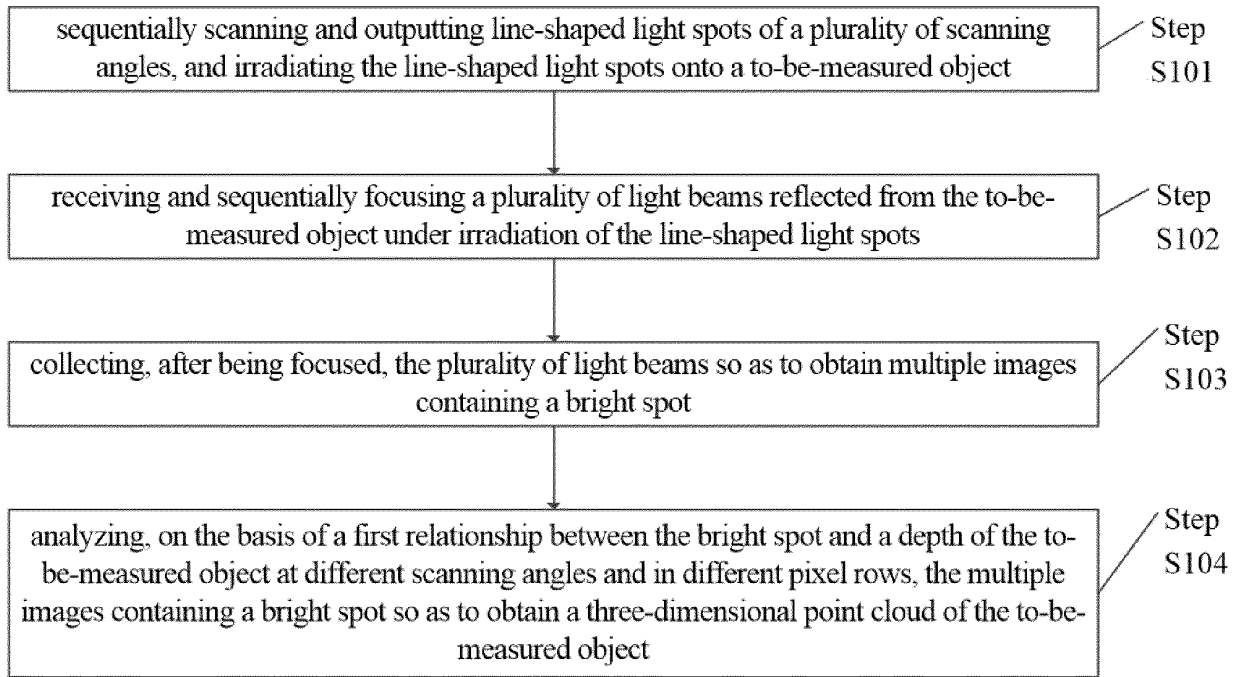 sequentially scanning and outputting line-shaped light spots of a plurality of scanning
angles, and irradiating the line-shaped light spots onto a to-be-measured object
Step
S101
receiving and sequentially focusing a plurality of light beams reflected from the to-be-
measured object under irradiation of the line-shaped light spots
Step
S102
collecting, after being focused, the plurality of light beams so as to obtain multiple images
containing a bright spot
Step
S103
analyzing, on the basis of a first relationship between the bright spot and a depth of the to-
be-measured object at different scanning angles and in different pixel rows, the multiple
images containing a bright spot so as to obtain a three-dimensional point cloud of the to-be-
measured object
Step
S104